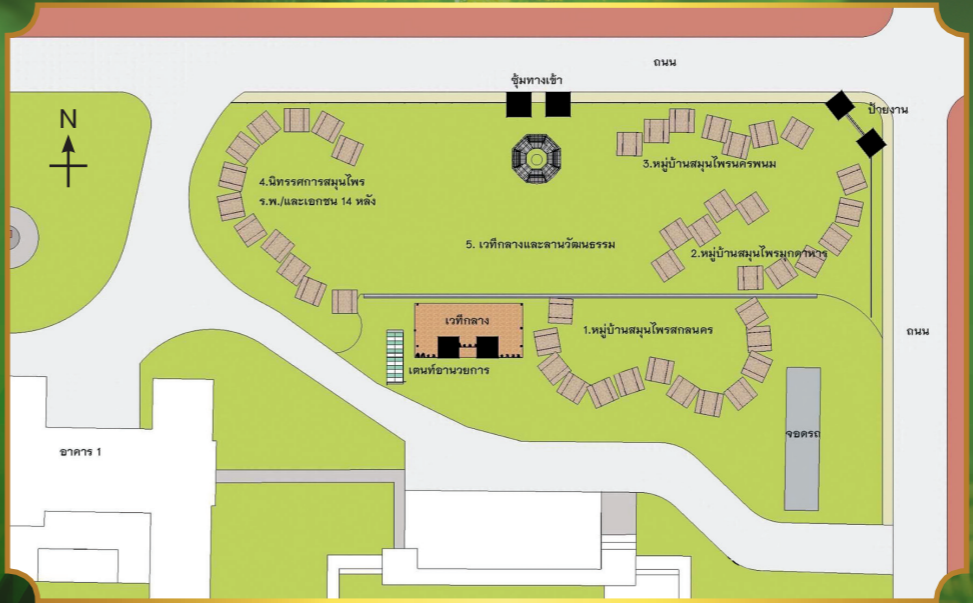 ถนน
ซุ้มทางเข้า
ป้ายงาน
N
3.หมู่บ้านสมุนไพรนครพนม
4.นิทรรศการสมุนไพร
ร.พ./และเอกชน 14 หลัง
5. เวทีกลางและลานวัฒนธรรม
2.หมู่บ้านสมุนไพรมุกดาหาร
เวทีกลาง
1.หมู่บ้านสมุนไพรสกลนคร
ถนน
เตนท์อานวยการ
จอดรถ
อาคาร 1